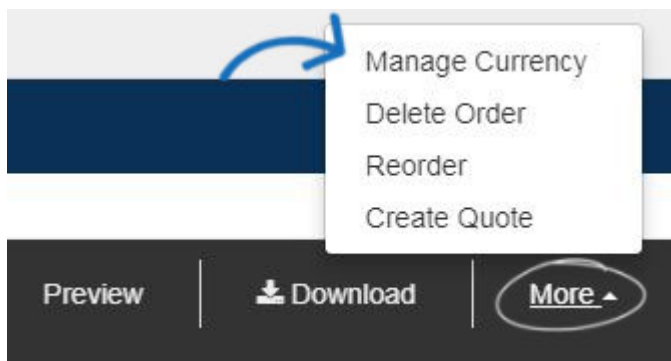 Manage Currency
Delete Order
Reorder
Create Quote
Preview
Download
More